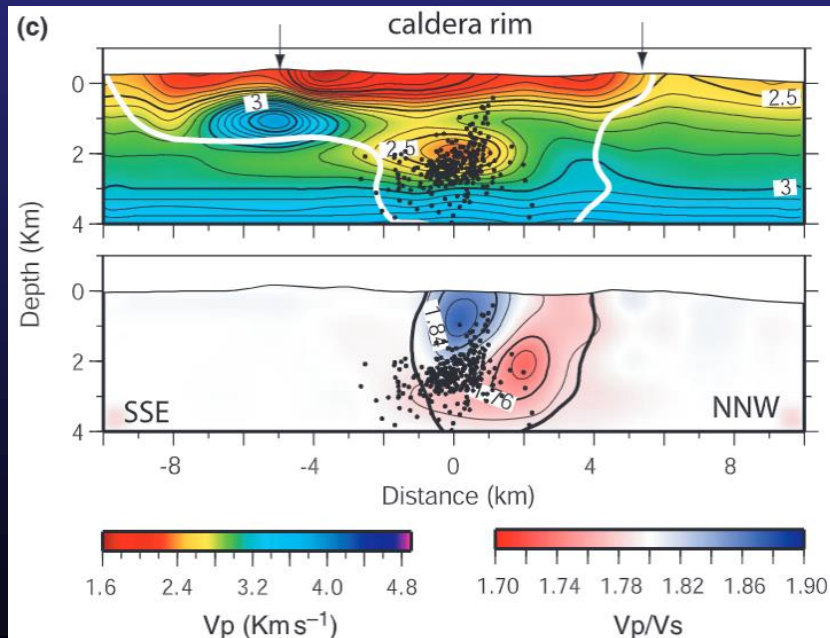 (c)
caldera rim
0
2
4
3
2.5
2.5
3
Depth (Km)
0
2
4
1.84
1.76
SSE
NNW
-8 -4 0 4 8
Distance (km)
1.6 2.4 3.2 4.0 4.8
Vp (Km s⁻¹)
1.70 1.74 1.78 1.82 1.86 1.90
Vp/Vs